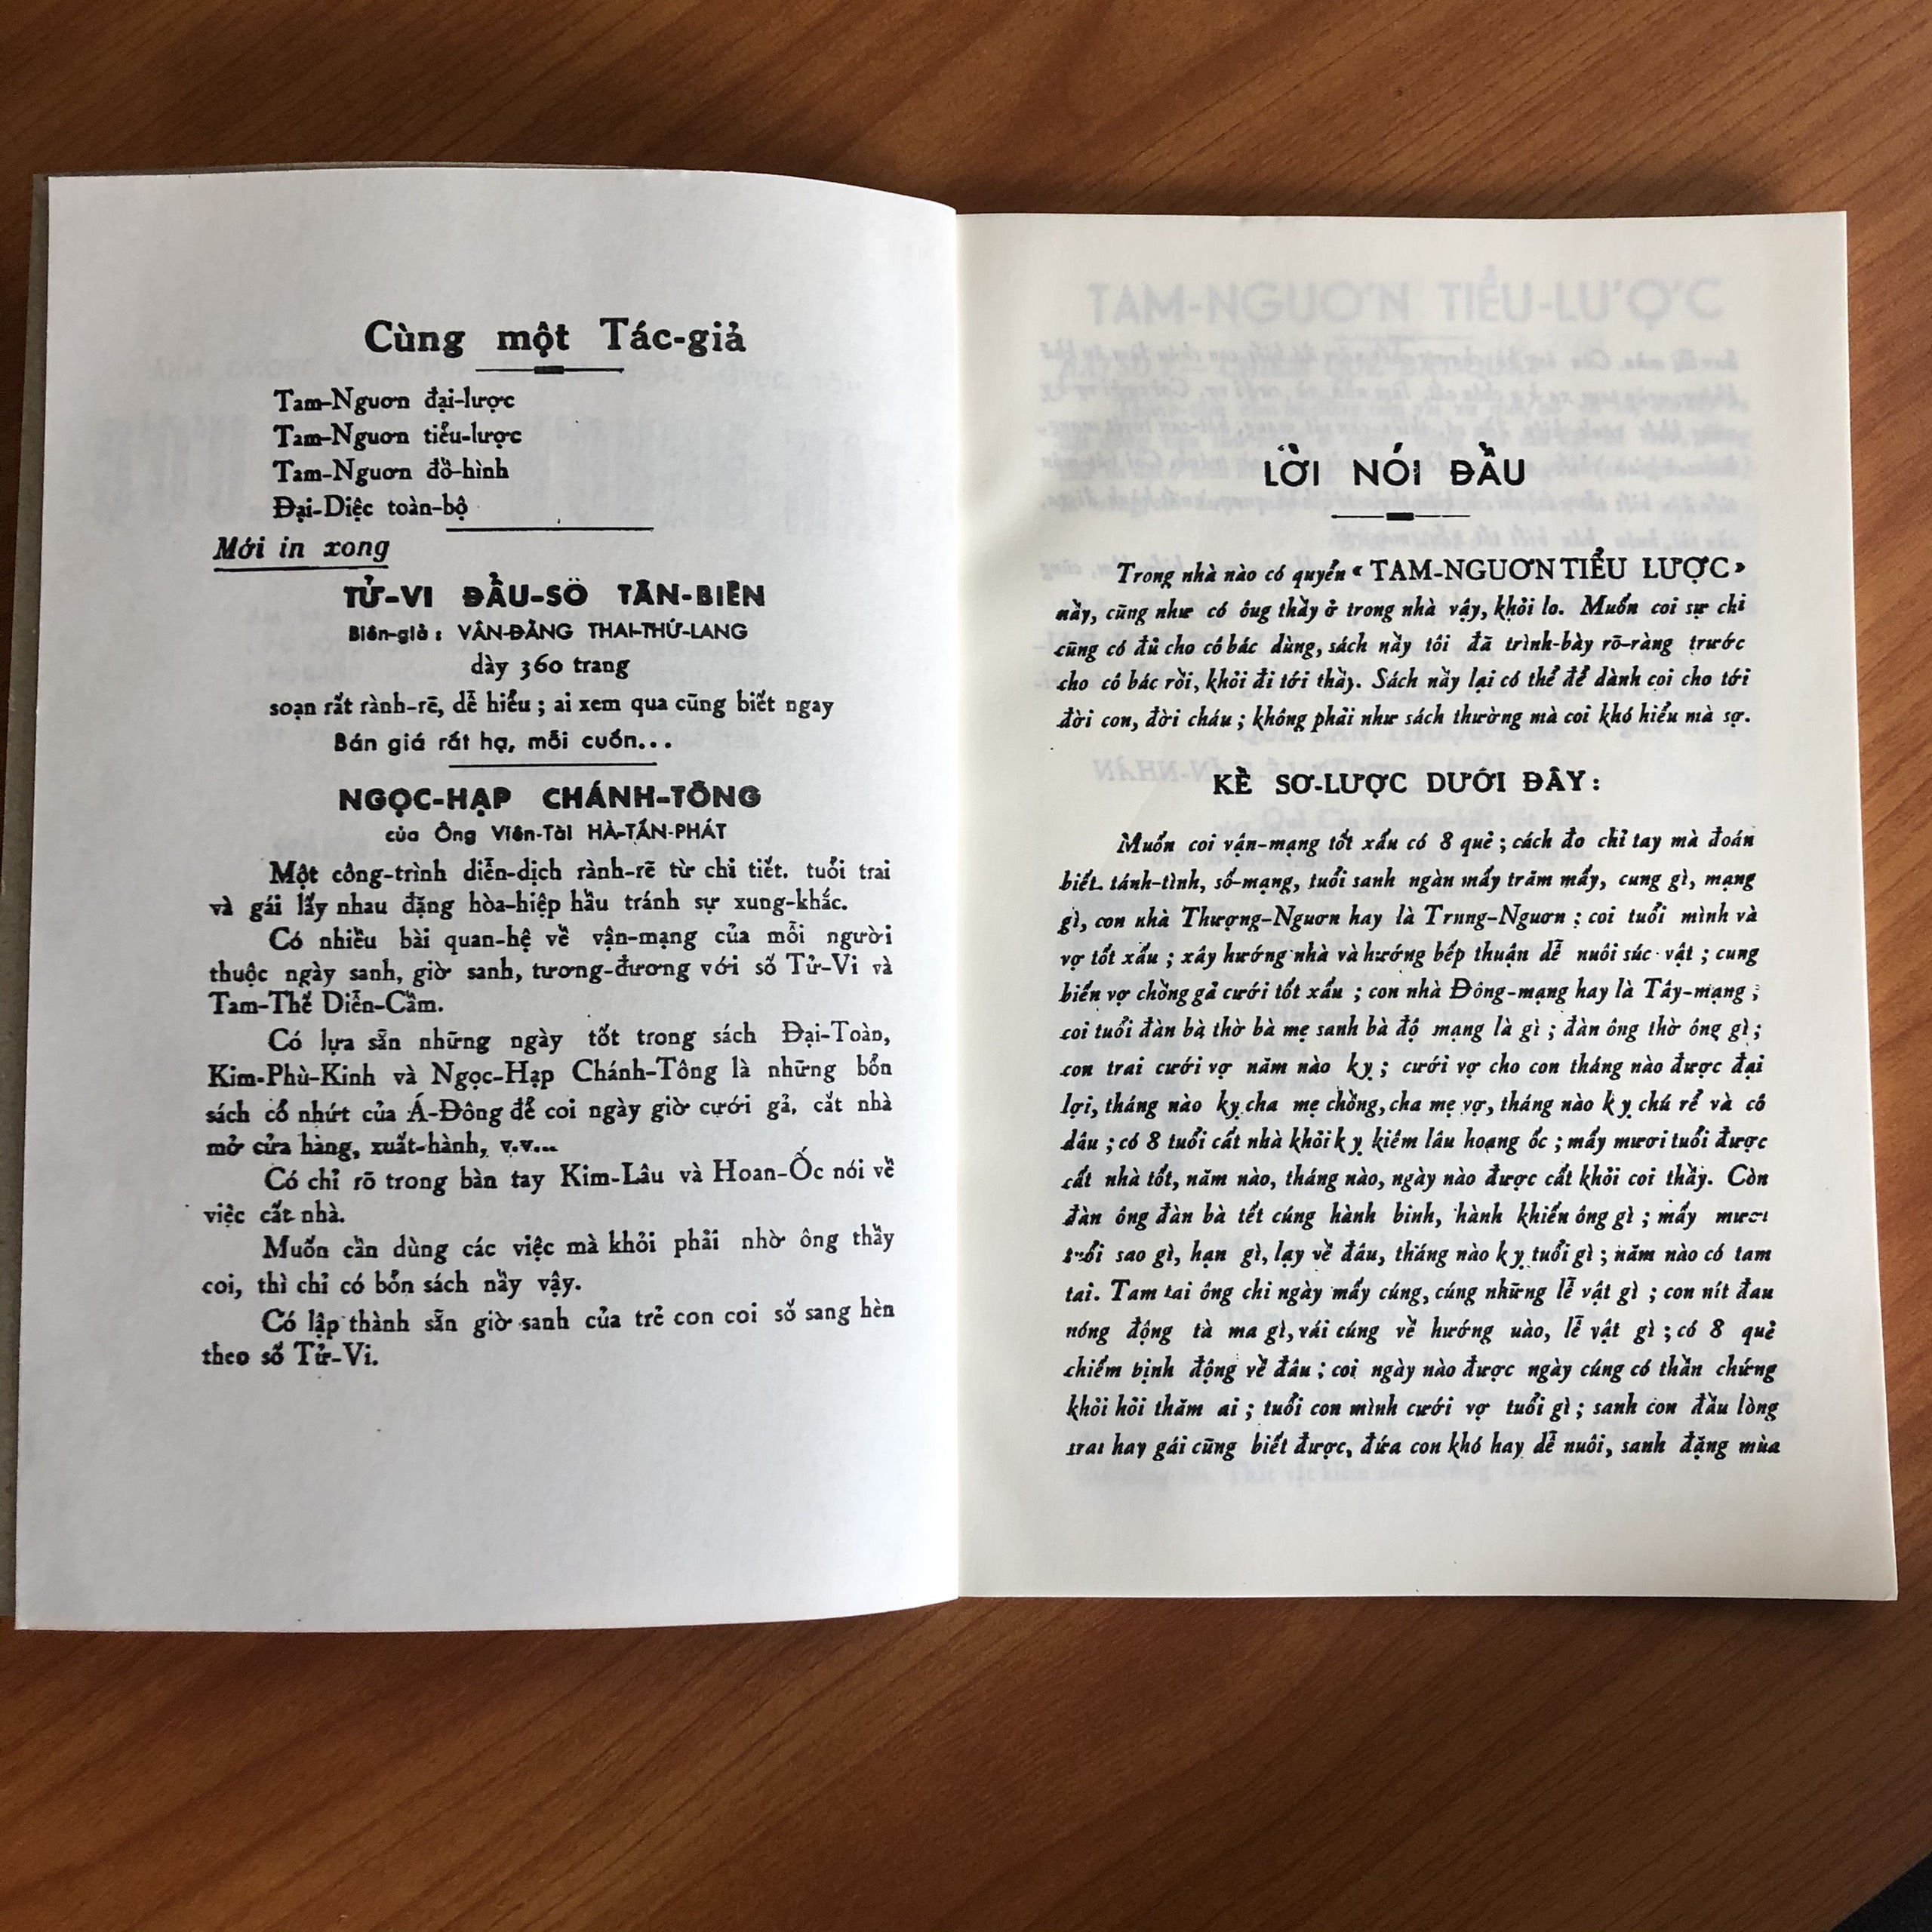 Cùng một Tác-giả
Tam-Nguơn đại-lược
Tam-Nguơn tiểu-lược
Tam-Nguơn đồ-hình
Đại-Diệc toàn-bộ
Mới in xong
TỬ-VI ĐẦU-SÖ TÂN-BIÊN
Biên-giả : VÂN-ĐẰNG THAI-THỨ-LANG
dày 360 trang
soạn rất rành-rẽ, dễ hiểu ; ai xem qua cũng biết ngay
Bán giá rất hạ, mỗi cuốn...
NGỌC-HẠP CHÁNH-TÔNG
của Ông Viên-Tài HÀ-TẤN-PHÁT
Một công-trình diễn-dịch rành-rẽ từ chi tiết. tuổi trai
và gái lấy nhau đặng hòa-hiệp hầu tránh sự xung-khắc.
Có nhiều bài quan-hệ về vận-mạng của mỗi người
thuộc ngày sanh, giờ sanh, tương-đương với số Tử-Vi và
Tam-Thế Diễn-Cầm.
Có lựa sẵn những ngày tốt trong sách Đại-Toàn,
Kim-Phù-Kinh và Ngọc-Hạp Chánh-Tông là những bổn
sách cổ nhứt của Á-Đông để coi ngày giờ cưới gả, cất nhà
mở cửa hàng, xuất-hành, v.v...
Có chỉ rõ trong bàn tay Kim-Lâu và Hoan-Ốc nói về
việc cất nhà.
Muốn cần dùng các việc mà khỏi phải nhờ ông thầy
coi, thì chỉ có bổn sách nầy vậy.
Có lập thành sẵn giờ sanh của trẻ con coi số sang hèn
theo số Tử-Vi.
TAM-NGUƠN TIỂU-LƯỢC
LỜI NÓI ĐẦU
Trong nhà nào có quyển « TAM-NGUƠN TIỂU LƯỢC »
nầy, cũng như có ôug thầy ở trong nhà vậy, khỏi lo. Muốn coi sự chi
cũng có đủ cho cô bác dùng, sách nầy tôi đã trình-bày rõ-ràng trước
cho cô bác rồi, khỏi đi tới thầy. Sách nầy lại có thể để dành coi cho tới
đời con, đời cháu ; không phải như sách thường mà coi khó hiểu mà sợ.
KỀ SƠ-LƯỢC DƯỚI ĐÂY :
Muốn coi vận-mạng tốt xấu có 8 quẻ ; cách đo chỉ tay mà đoán
biết. tánh-tình, số-mạng, tuổi sanh ngàn mấy trăm mấy, cung gì, mạng
gì, con nhà Thượng-Nguơn hay là Trung-Nguơn ; coi tuổi mình và
vợ tốt xấu ; xây hướng nhà và hướng bếp thuận dễ nuôi súc vật ; cung
biến vợ chồng gả cưới tốt xấu ; con nhà Đông-mạng hay là Tây-mạng ;
coi tuổi đàn bà thờ bà mẹ sanh bà độ mạng là gì ; đàn ông thờ ông gì ;
con trai cưới vợ năm nào kỵ ; cưới vợ cho con tháng nào được đại
lợi, tháng nào kỵ cha mẹ chồng, cha mẹ vợ, tháng nào kỵ chú rể và cô
dâu ; có 8 tuổi cất nhà khỏi kỵ kiêm lâu hoạng ốc ; mấy mươi tuổi được
cất nhà tốt, năm nào, tháng nào, ngày nào được cất khỏi coi thầy. Còn
đàn ông đàn bà tết cúng hành binh, hành khiến ông gì ; mấy mươi
tuổi sao gì, hạn gì, lạy về đâu, tháng nào kỵ tuổi gì ; năm nào có tam
tai. Tam tai ông chi ngày mấy cúng, cúng những lễ vật gì ; con nít đau
nóng động tà ma gì, vái cúng về hướng uào, lễ vật gì ; có 8 quẻ
chiếm bịnh động về đâu ; coi ngày nào được ngày cúng có thần chứng
khỏi hỏi thăm ai ; tuổi con mình cưới vợ tuổi gì ; sanh con đầu lòng
trai hay gái cũng biết được, đứa con khó hay dễ nuôi, sanh đặng mùa